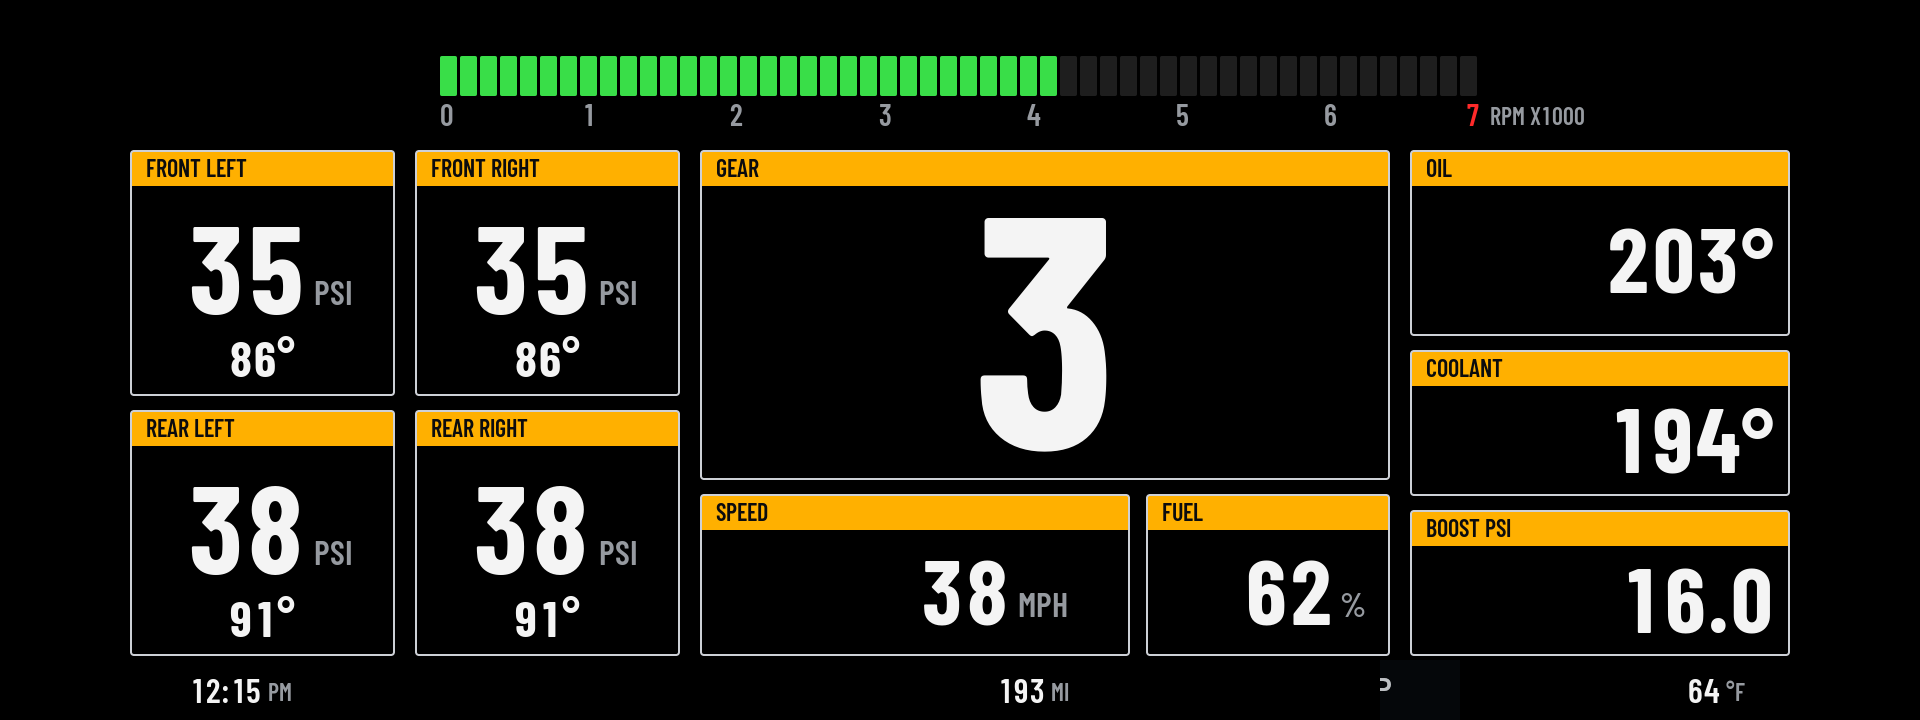 0 1 2 3 4 5 6 7 RPM X1000
FRONT LEFT
35 PSI
86°
FRONT RIGHT
35 PSI
86°
REAR LEFT
38 PSI
91°
REAR RIGHT
38 PSI
91°
GEAR
3
SPEED
38 MPH
FUEL
62 %
OIL
203°
COOLANT
194°
BOOST PSI
16.0
12:15 PM
193 MI
64 °F